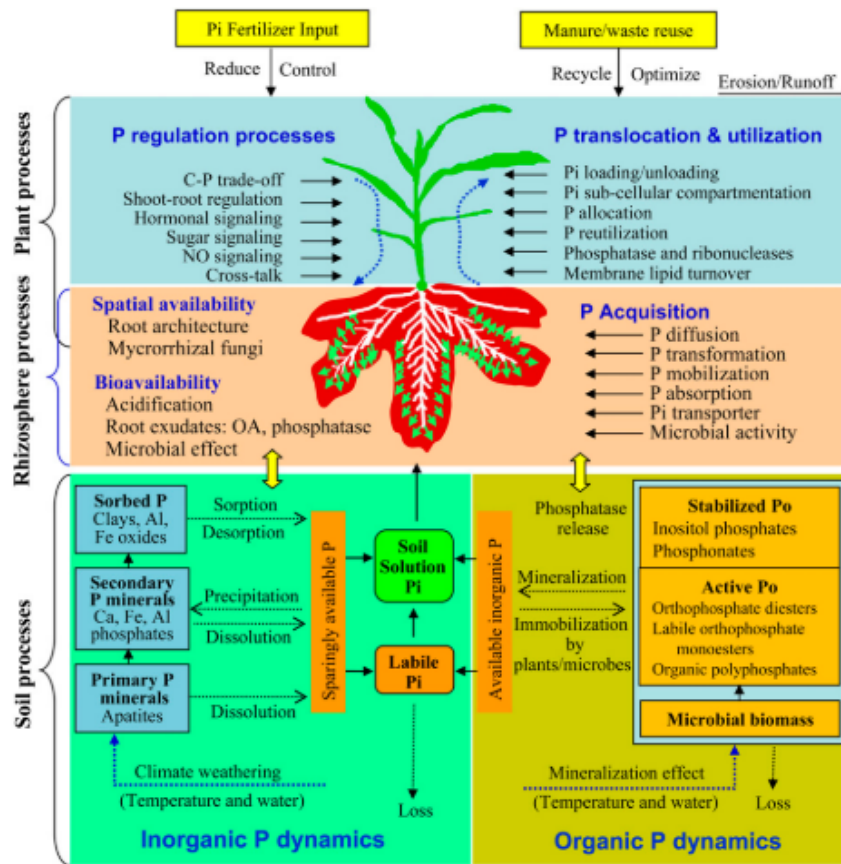 Pi Fertilizer Input
Manure/waste reuse
Reduce
Control
Recycle
Optimize
Erosion/Runoff
Plant processes
P regulation processes
C-P trade-off
Shoot-root regulation
Hormonal signaling
Sugar signaling
NO signaling
Cross-talk
P translocation & utilization
Pi loading/unloading
Pi sub-cellular compartmentation
P allocation
P reutilization
Phosphatase and ribonucleases
Membrane lipid turnover
Rhizosphere processes
Spatial availability
Root architecture
Mycrorrhizal fungi
Bioavailability
Acidification
Root exudates: OA, phosphatase
Microbial effect
P Acquisition
P diffusion
P transformation
P mobilization
P absorption
Pi transporter
Microbial activity
Soil processes
Sorbed P
Clays, Al,
Fe oxides
Secondary
P minerals
Ca, Fe, Al
phosphates
Primary P
minerals
Apatites
Sorption
Desorption
Precipitation
Dissolution
Dissolution
Sparingly available P
Soil
Solution
Pi
Labile
Pi
Loss
Climate weathering
(Temperature and water)
Inorganic P dynamics
Available inorganic P
Phosphatase
release
Mineralization
Immobilization
by
plants/microbes
Stabilized Po
Inositol phosphates
Phosphonates
Active Po
Orthophosphate diesters
Labile orthophosphate
monoesters
Organic polyphosphates
Microbial biomass
Mineralization effect
(Temperature and water)
Loss
Organic P dynamics